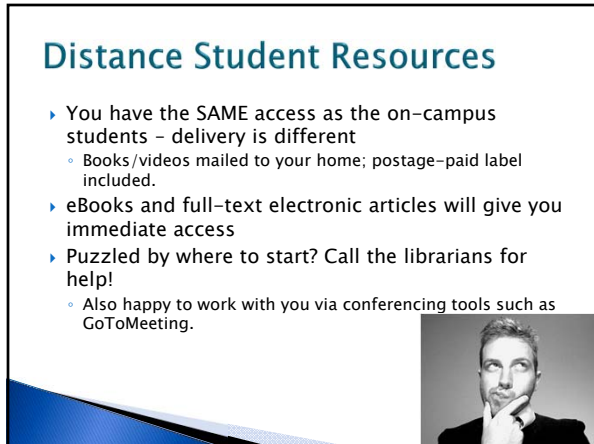 Distance Student Resources
You have the SAME access as the on-campus
students – delivery is different
Books/videos mailed to your home; postage-paid label
included.
eBooks and full-text electronic articles will give you
immediate access
Puzzled by where to start? Call the librarians for
help!
Also happy to work with you via conferencing tools such as
GoToMeeting.